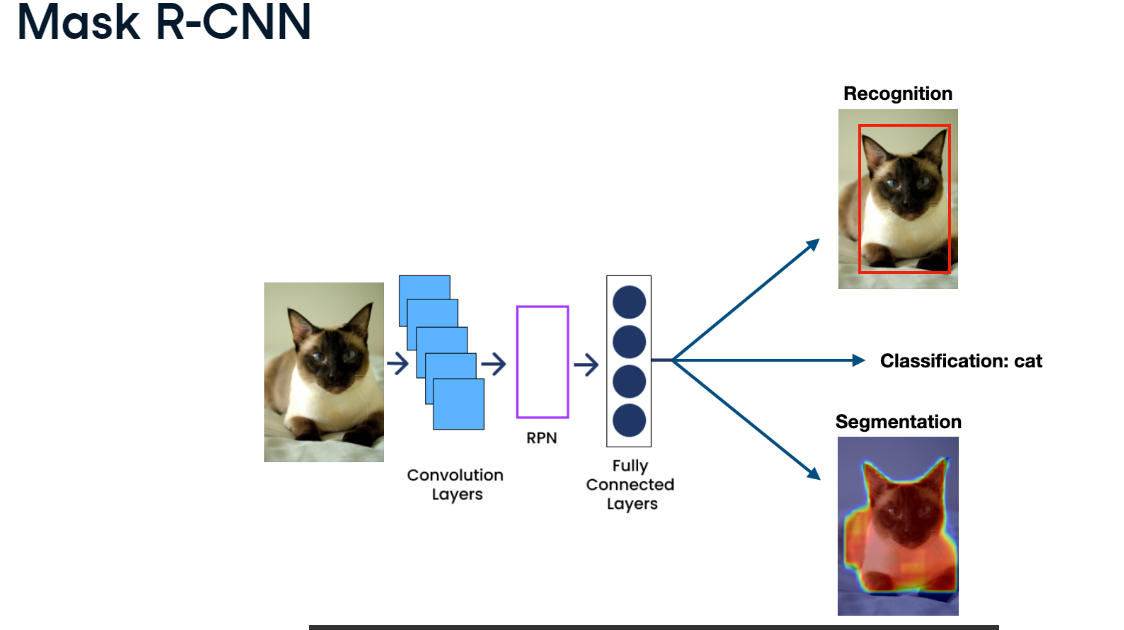 Mask R-CNN
Recognition
Classification: cat
Segmentation
RPN
Convolution
Layers
Fully
Connected
Layers